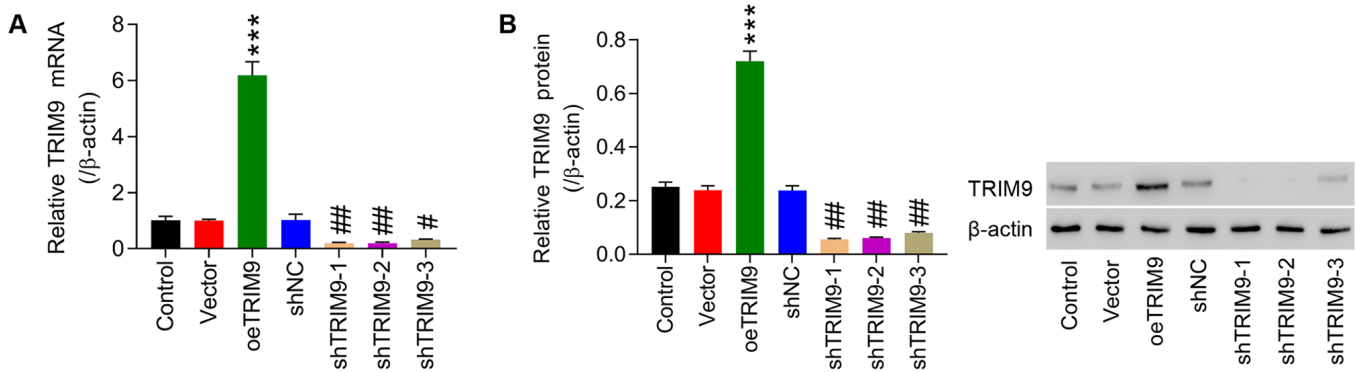 A
Relative TRIM9 mRNA
(/β-actin)
8
6
4
2
0
***
##
##
#
Control
Vector
oeTRIM9
shNC
shTRIM9-1
shTRIM9-2
shTRIM9-3
B
Relative TRIM9 protein
(/β-actin)
0.8
0.6
0.4
0.2
0.0
***
##
##
##
Control
Vector
oeTRIM9
shNC
shTRIM9-1
shTRIM9-2
shTRIM9-3
TRIM9
β-actin
Control
Vector
oeTRIM9
shNC
shTRIM9-1
shTRIM9-2
shTRIM9-3